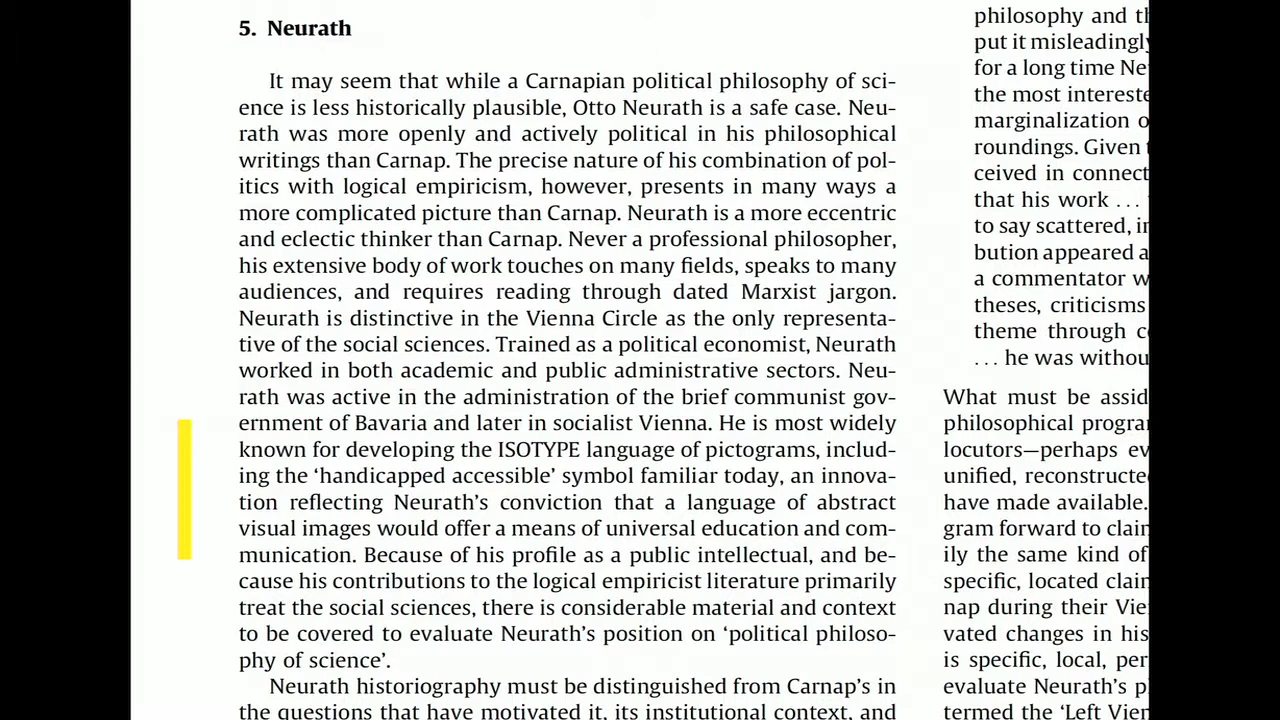 5. Neurath
It may seem that while a Carnapian political philosophy of sci-
ence is less historically plausible, Otto Neurath is a safe case. Neu-
rath was more openly and actively political in his philosophical
writings than Carnap. The precise nature of his combination of pol-
itics with logical empiricism, however, presents in many ways a
more complicated picture than Carnap. Neurath is a more eccentric
and eclectic thinker than Carnap. Never a professional philosopher,
his extensive body of work touches on many fields, speaks to many
audiences, and requires reading through dated Marxist jargon.
Neurath is distinctive in the Vienna Circle as the only representa-
tive of the social sciences. Trained as a political economist, Neurath
worked in both academic and public administrative sectors. Neu-
rath was active in the administration of the brief communist gov-
ernment of Bavaria and later in socialist Vienna. He is most widely
known for developing the ISOTYPE language of pictograms, includ-
ing the ‘handicapped accessible’ symbol familiar today, an innova-
tion reflecting Neurath’s conviction that a language of abstract
visual images would offer a means of universal education and com-
munication. Because of his profile as a public intellectual, and be-
cause his contributions to the logical empiricist literature primarily
treat the social sciences, there is considerable material and context
to be covered to evaluate Neurath’s position on ‘political philoso-
phy of science’.
Neurath historiography must be distinguished from Carnap’s in
the questions that have motivated it, its institutional context, and
philosophy and
put it misleadingly
for a long time
the most
marginalization
roundings. Given
ceived in
that his work ...
to say scattered,
bution appeared
a commentator
theses, criticisms
theme through
... he was
What must be
philosophical
locutors—perhaps
unified,
have made available.
gram forward to
ily the same kind of
specific, located
nap during their
vated changes in his
is specific, local,
evaluate Neurath’s
termed the ‘Left